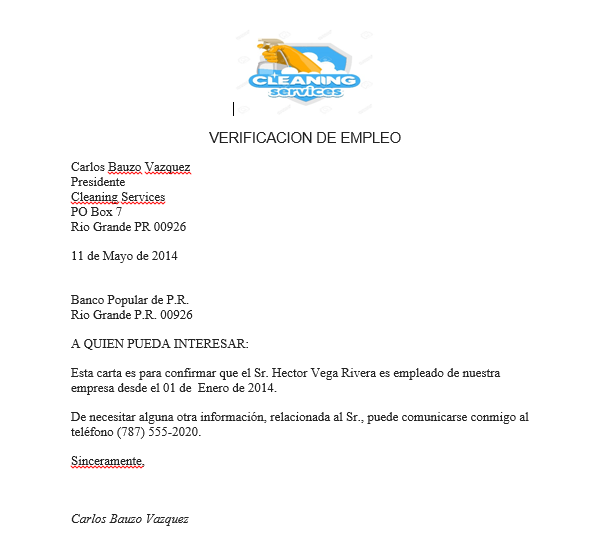 CLEANING
services
VERIFICACION DE EMPLEO
Carlos Bauzo Vazquez
Presidente
Cleaning Services
PO Box 7
Rio Grande PR 00926
11 de Mayo de 2014
Banco Popular de P.R.
Rio Grande P.R. 00926
A QUIEN PUEDA INTERESAR:
Esta carta es para confirmar que el Sr. Hector Vega Rivera es empleado de nuestra
empresa desde el 01 de  Enero de 2014.
De necesitar alguna otra información, relacionada al Sr., puede comunicarse conmigo al
teléfono (787) 555-2020.
Sinceramente,
Carlos Bauzo Vazquez